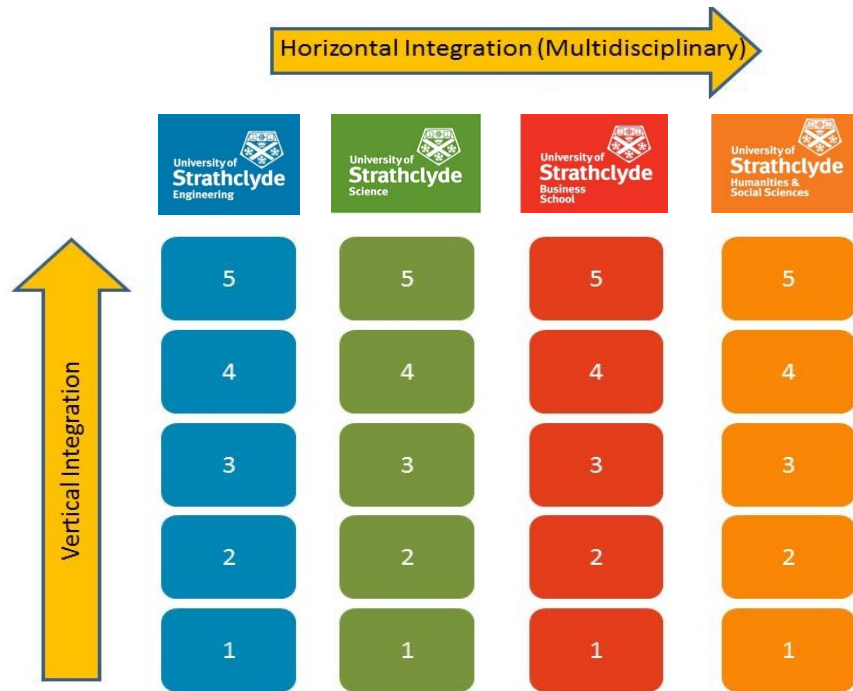 Horizontal Integration (Multidisciplinary)
University of
Strathclyde
Engineering
University of
Strathclyde
Science
University of
Strathclyde
Business
School
University of
Strathclyde
Humanities &
Social Sciences
Vertical Integration
5 5 5 5
4 4 4 4
3 3 3 3
2 2 2 2
1 1 1 1